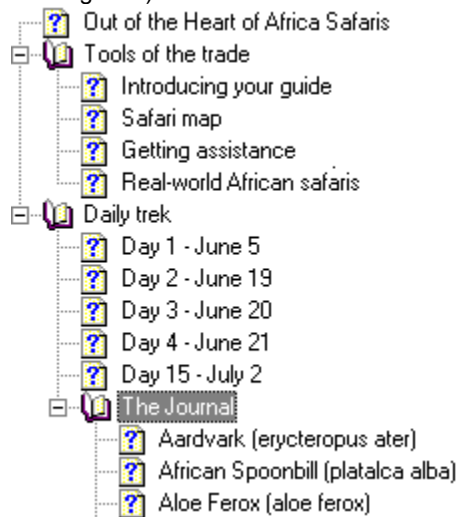 Out of the Heart of Africa Safaris
Tools of the trade
Introducing your guide
Safari map
Getting assistance
Real-world African safaris
Daily trek
Day 1 - June 5
Day 2 - June 19
Day 3 - June 20
Day 4 - June 21
Day 15 - July 2
The Journal
Aardvark (erycteropus ater)
African Spoonbill (platalca alba)
Aloe Ferox (aloe ferox)